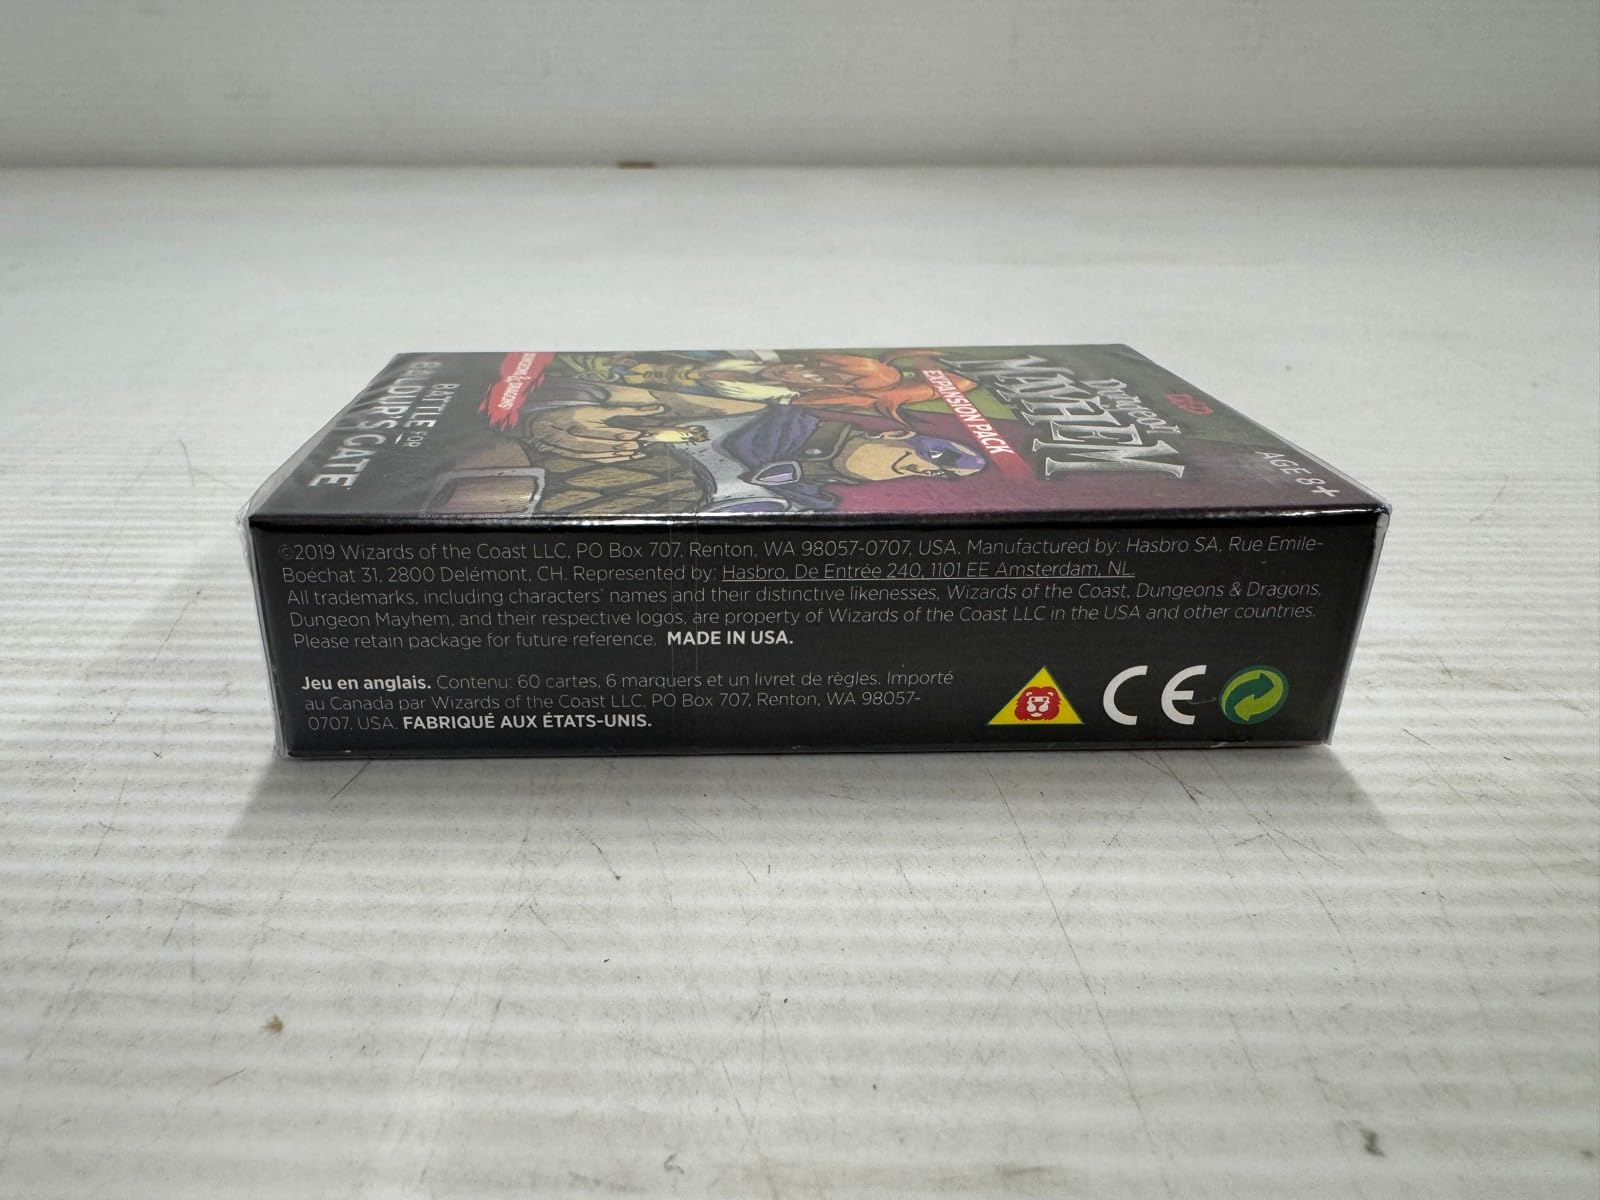 D&D
DUNGEON
MAYHEM
AGE 8+
EXPANSION PACK
DUNGEONS & DRAGONS
BATTLE FOR
BALDUR'S GATE
©2019 Wizards of the Coast LLC, PO Box 707, Renton, WA 98057-0707, USA. Manufactured by: Hasbro SA, Rue Emile-
Boéchat 31, 2800 Delémont, CH. Represented by: Hasbro, De Entrée 240, 1101 EE Amsterdam, NL.
All trademarks, including characters' names and their distinctive likenesses, Wizards of the Coast, Dungeons & Dragons,
Dungeon Mayhem, and their respective logos, are property of Wizards of the Coast LLC in the USA and other countries.
Please retain package for future reference. MADE IN USA.
Jeu en anglais. Contenu: 60 cartes, 6 marquers et un livret de règles. Importé
au Canada par Wizards of the Coast LLC, PO Box 707, Renton, WA 98057-
0707, USA. FABRIQUÉ AUX ÉTATS-UNIS.
CE